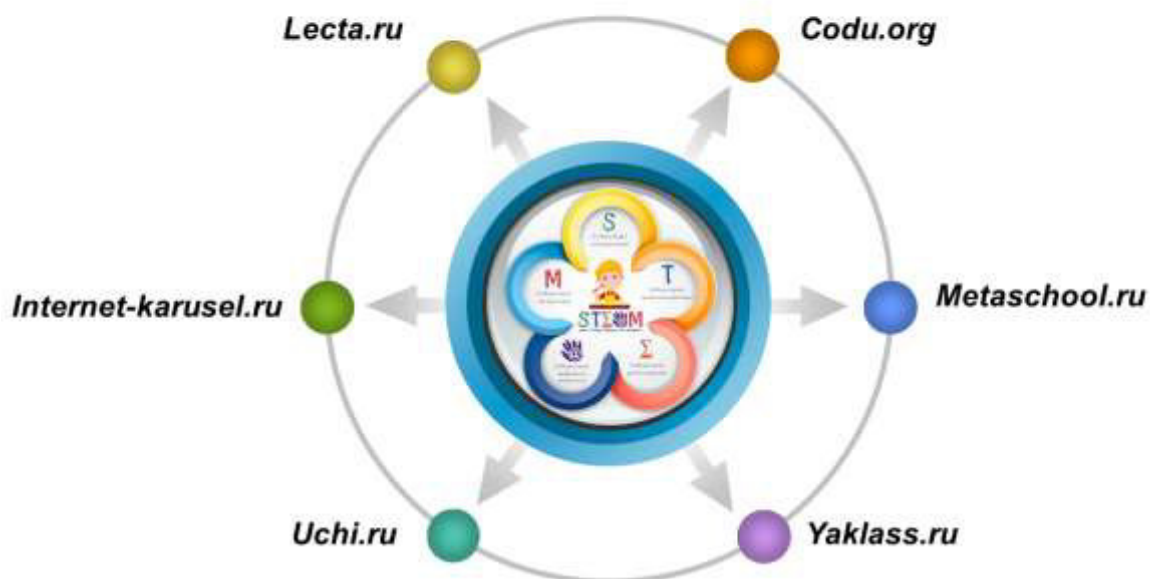 Lecta.ru
Codu.org
Internet-karusel.ru
Metaschool.ru
Uchi.ru
Yaklass.ru
S
M
T
STΣM
Σ